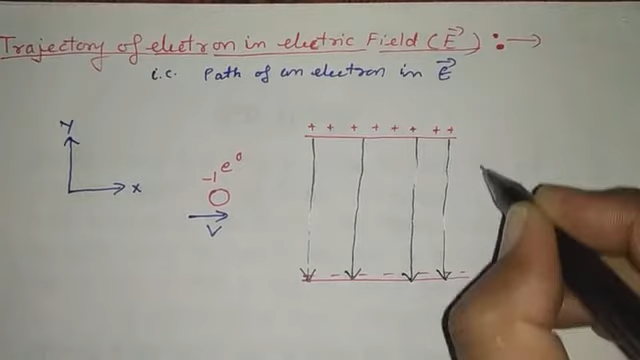 Trajectory of electron in electric Field (E⃗) :→
i.e. Path of an electron in E⃗
Y
X
-1e⁰
V
+ + + + + + + +
- - - - - - -